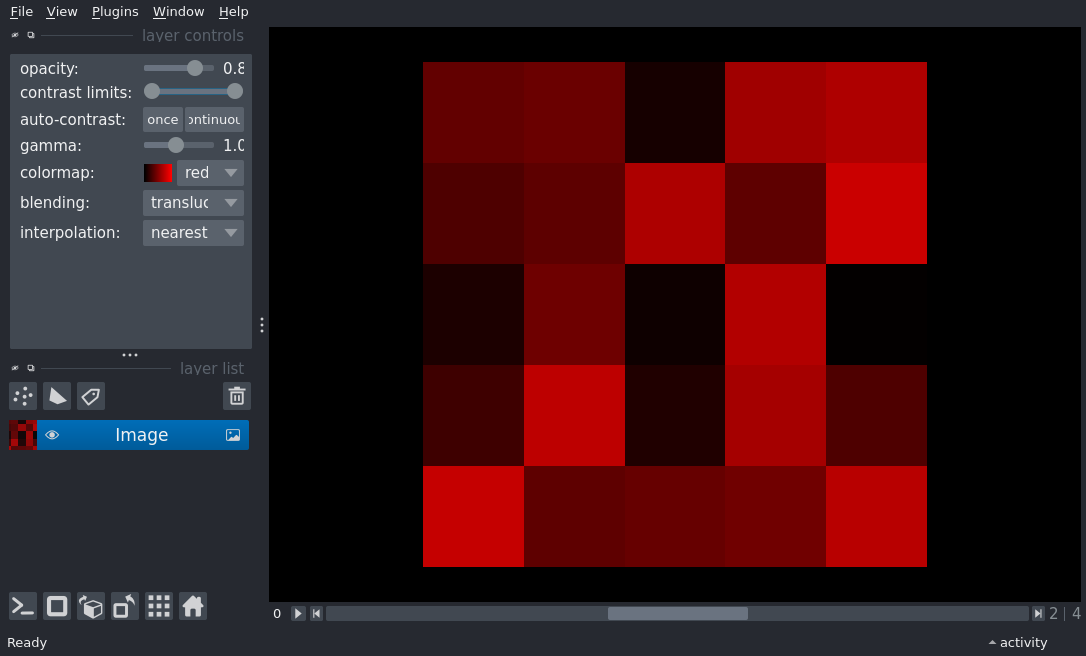 File View Plugins Window Help
layer controls
opacity: 0.8
contrast limits:
auto-contrast: once ontinuou
gamma: 1.0
colormap: red
blending: transluc
interpolation: nearest
layer list
Image
0 2 | 4
Ready activity